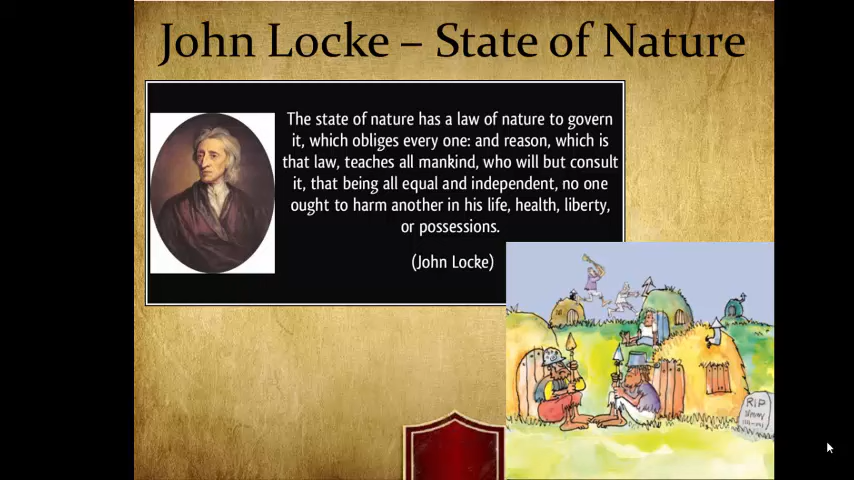 John Locke – State of Nature
The state of nature has a law of nature to govern
it, which obliges every one: and reason, which is
that law, teaches all mankind, who will but consult
it, that being all equal and independent, no one
ought to harm another in his life, health, liberty,
or possessions.
(John Locke)
RIP